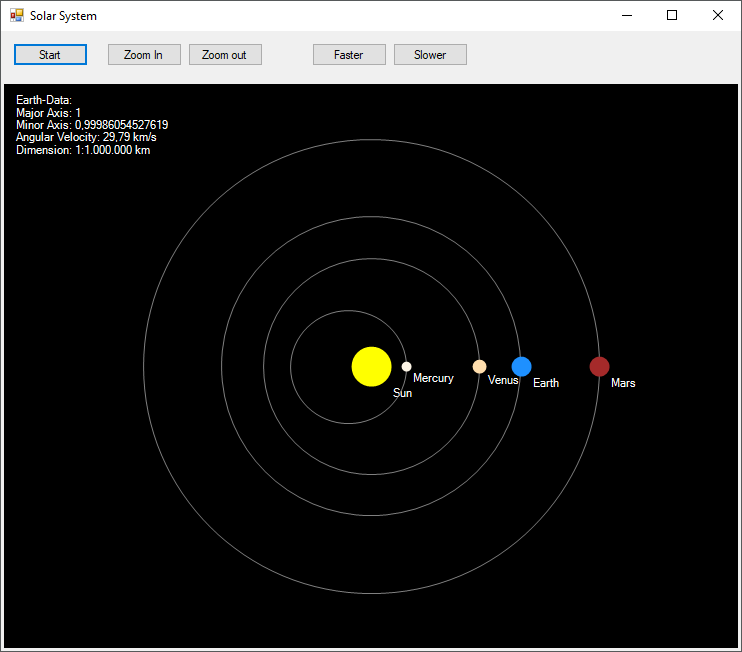 Solar System
Start Zoom In Zoom out Faster Slower
Earth-Data:
Major Axis: 1
Minor Axis: 0,99986054527619
Angular Velocity: 29,79 km/s
Dimension: 1:1.000.000 km
Mercury
Venus
Earth
Mars
Sun